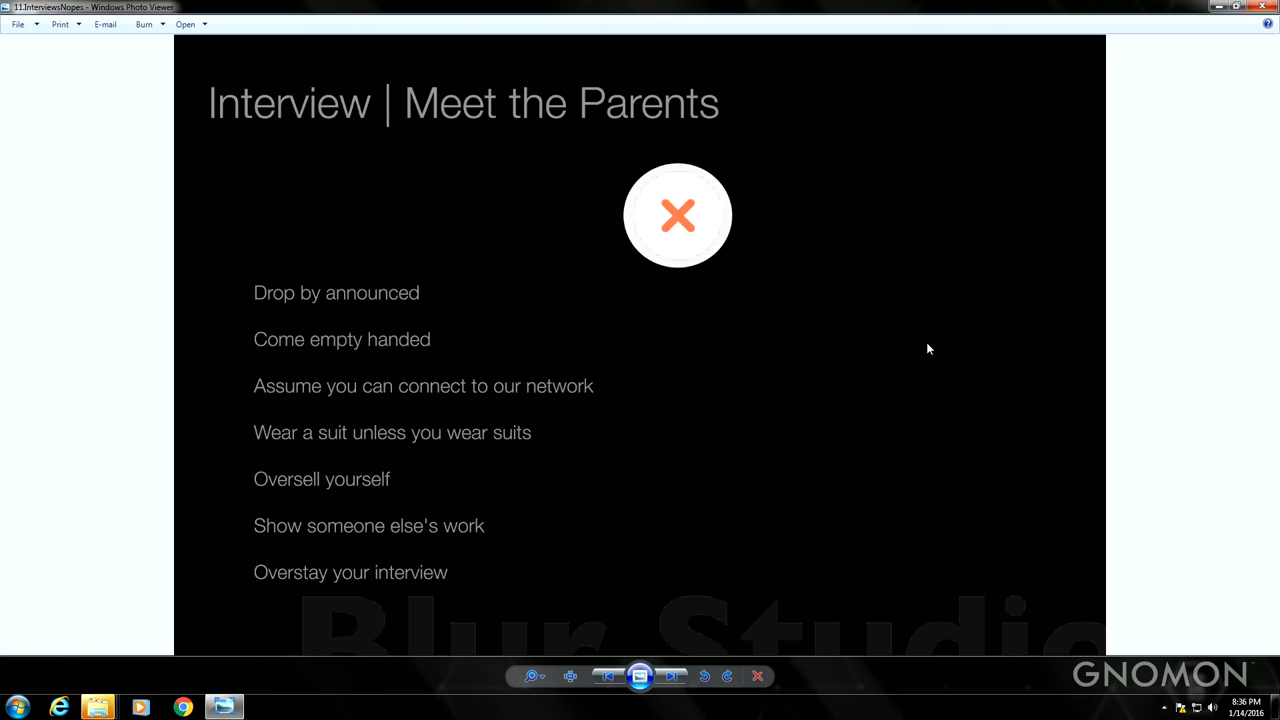 11.InterviewsNopes - Windows Photo Viewer
File Print E-mail Burn Open
Interview | Meet the Parents
Drop by announced
Come empty handed
Assume you can connect to our network
Wear a suit unless you wear suits
Oversell yourself
Show someone else's work
Overstay your interview
Blur Studio
GNOMON
8:36 PM
1/14/2016